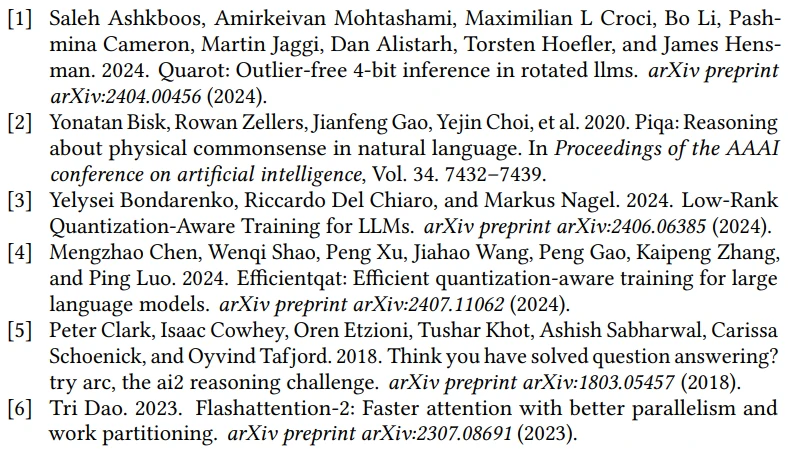 [1] Saleh Ashkboos, Amirkeivan Mohtashami, Maximilian L Croci, Bo Li, Pash-
mina Cameron, Martin Jaggi, Dan Alistarh, Torsten Hoefler, and James Hens-
man. 2024. Quarot: Outlier-free 4-bit inference in rotated llms. arXiv preprint
arXiv:2404.00456 (2024).
[2] Yonatan Bisk, Rowan Zellers, Jianfeng Gao, Yejin Choi, et al. 2020. Piqa: Reasoning
about physical commonsense in natural language. In Proceedings of the AAAI
conference on artificial intelligence, Vol. 34. 7432–7439.
[3] Yelysei Bondarenko, Riccardo Del Chiaro, and Markus Nagel. 2024. Low-Rank
Quantization-Aware Training for LLMs. arXiv preprint arXiv:2406.06385 (2024).
[4] Mengzhao Chen, Wenqi Shao, Peng Xu, Jiahao Wang, Peng Gao, Kaipeng Zhang,
and Ping Luo. 2024. Efficientqat: Efficient quantization-aware training for large
language models. arXiv preprint arXiv:2407.11062 (2024).
[5] Peter Clark, Isaac Cowhey, Oren Etzioni, Tushar Khot, Ashish Sabharwal, Carissa
Schoenick, and Oyvind Tafjord. 2018. Think you have solved question answering?
try arc, the ai2 reasoning challenge. arXiv preprint arXiv:1803.05457 (2018).
[6] Tri Dao. 2023. Flashattention-2: Faster attention with better parallelism and
work partitioning. arXiv preprint arXiv:2307.08691 (2023).